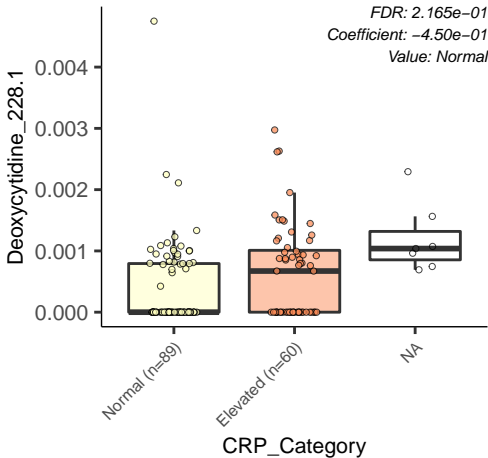 FDR: 2.165e−01
Coefficient: −4.50e−01
Value: Normal
Deoxycytidine_228.1
0.004
0.003
0.002
0.001
0.000
Normal (n=89)
Elevated (n=60)
NA
CRP_Category